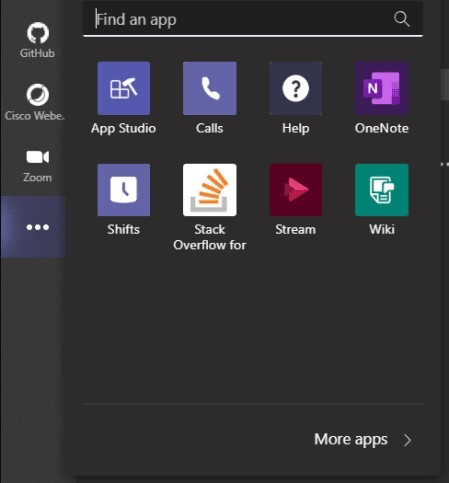 GitHub
Cisco Webe.
Zoom
Find an app
App Studio
Calls
Help
OneNote
N
Shifts
Stack
Overflow for
Stream
Wiki
More apps